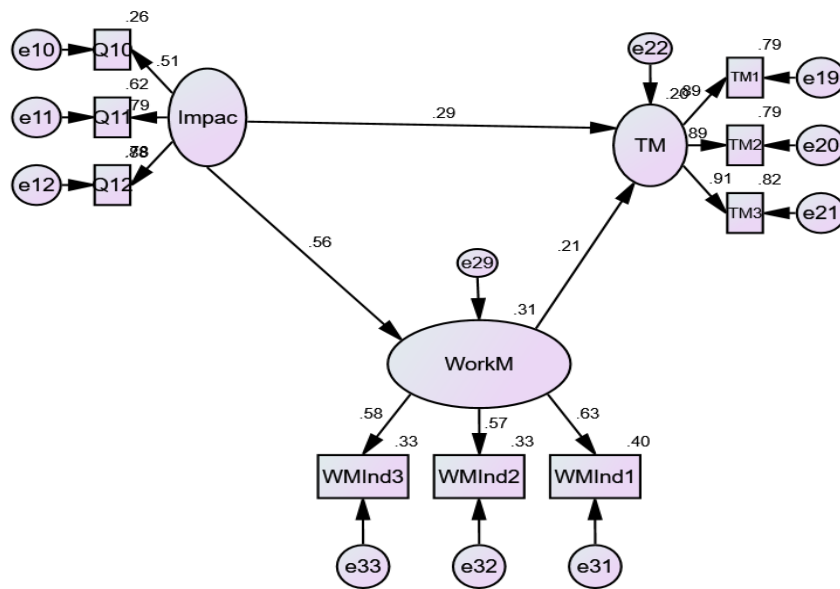 .26
e10
Q10
.51
e22
.79
TM1
e19
.62
e11
Q11
.79
Impac
.29
.89
TM
.79
.89
TM2
e20
e12
Q12
.91
.82
TM3
e21
.56
.21
e29
.31
WorkM
.58
.57
.63
.33
.33
.40
WMInd3
WMInd2
WMInd1
e33
e32
e31